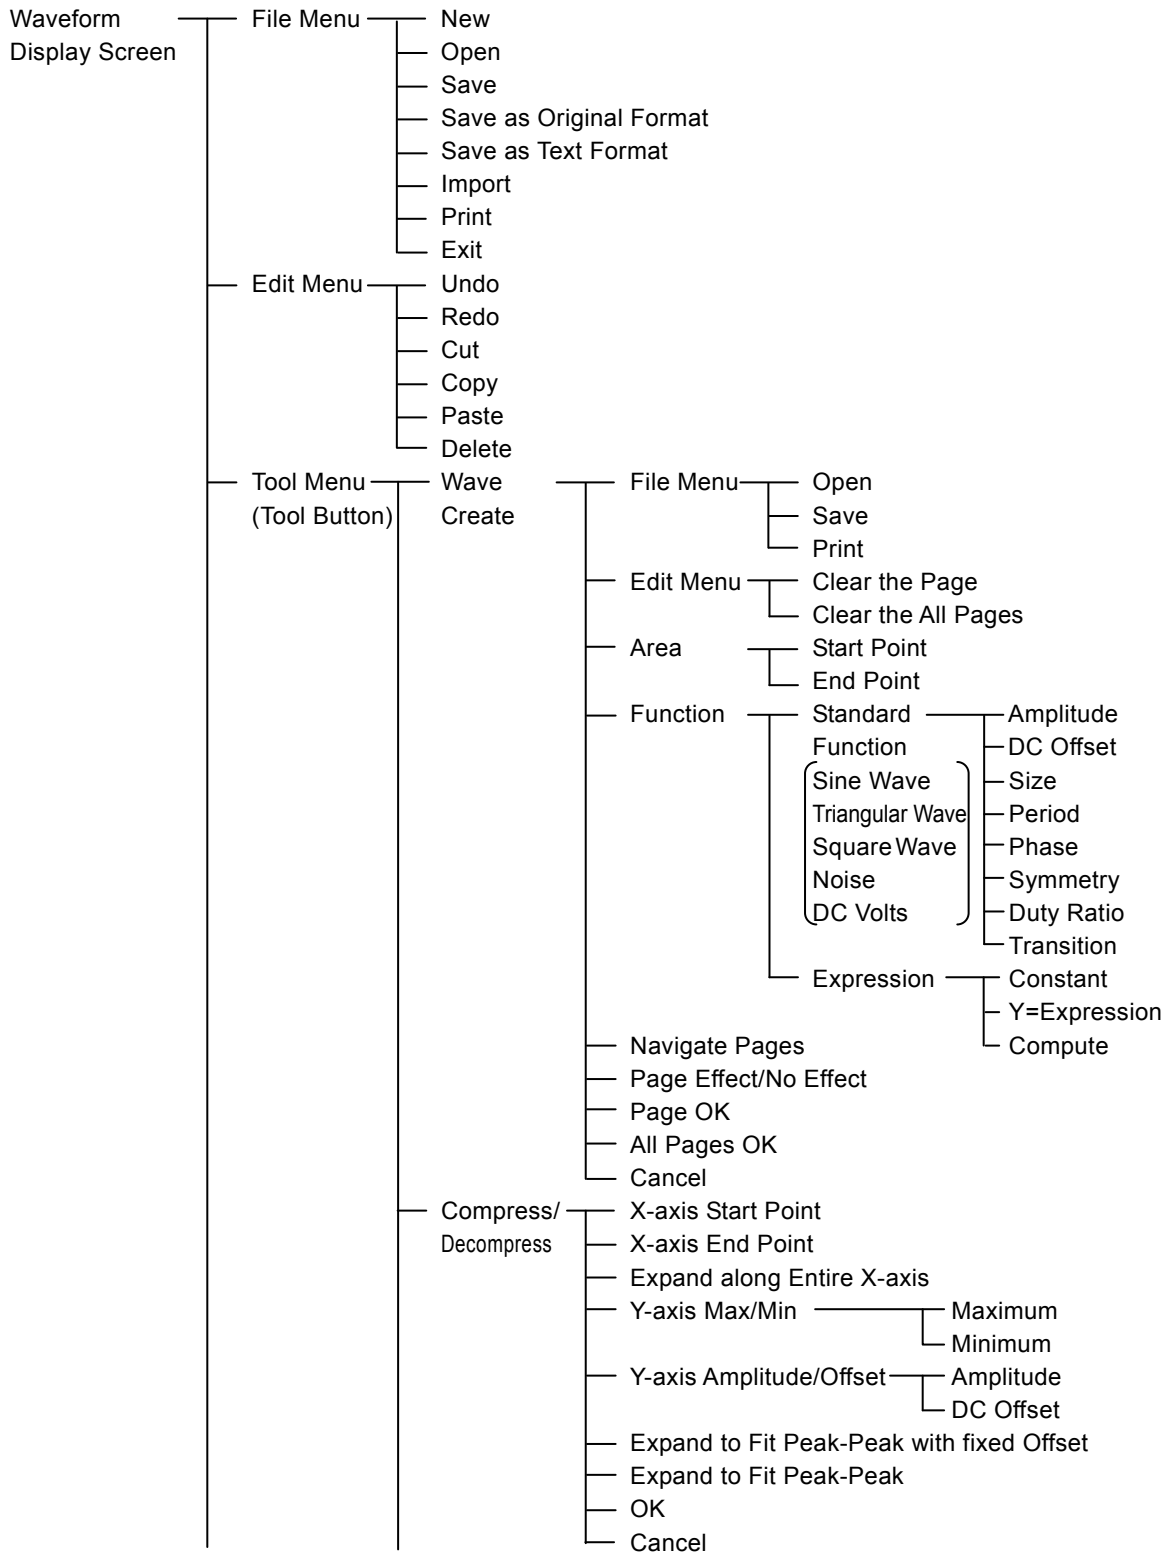 Waveform File Menu New
Display Screen Open
Save
Save as Original Format
Save as Text Format
Import
Print
Exit
Edit Menu Undo
Redo
Cut
Copy
Paste
Delete
Tool Menu Wave File Menu Open
(Tool Button) Create Save
Print
Edit Menu Clear the Page
Clear the All Pages
Area Start Point
End Point
Function Standard Amplitude
Function DC Offset
Sine Wave Size
Triangular Wave Period
Square Wave Phase
Noise Symmetry
DC Volts Duty Ratio
Transition
Expression Constant
Y=Expression
Navigate Pages Compute
Page Effect/No Effect
Page OK
All Pages OK
Cancel
Compress/ X-axis Start Point
Decompress X-axis End Point
Expand along Entire X-axis
Y-axis Max/Min Maximum
Minimum
Y-axis Amplitude/Offset Amplitude
DC Offset
Expand to Fit Peak-Peak with fixed Offset
Expand to Fit Peak-Peak
OK
Cancel